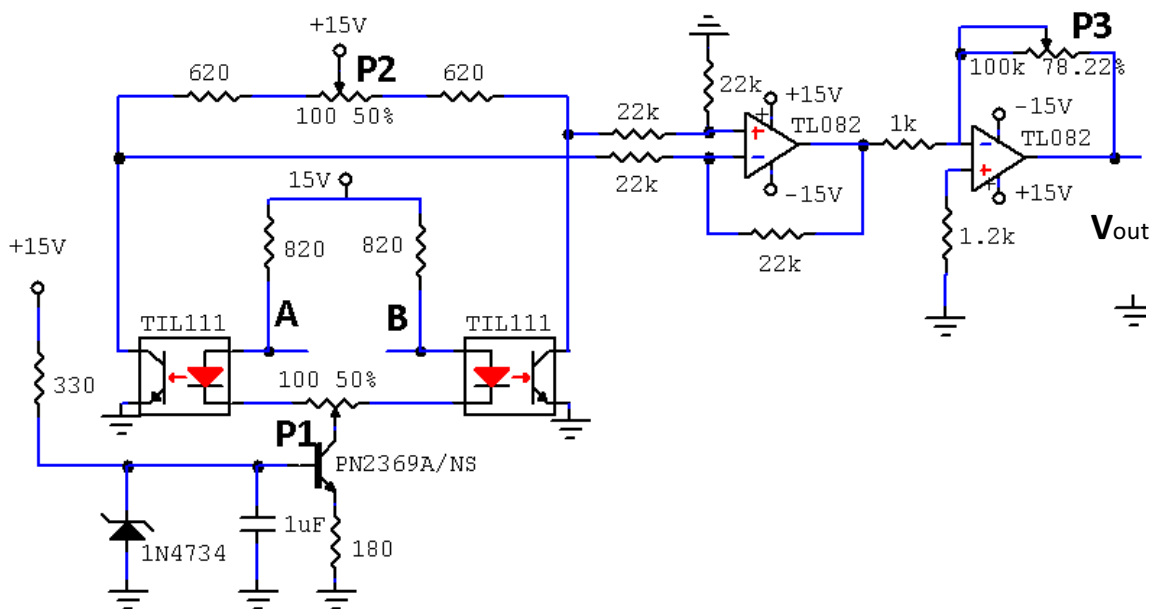 +15V
P2
620
620
100 50%
22k
22k
22k
+15V
TL082
-15V
22k
1k
P3
100k 78.22%
-15V
TL082
+15V
1.2k
Vout
15V
820
820
+15V
330
A
B
TIL111
TIL111
100 50%
P1
PN2369A/NS
1N4734
1uF
180